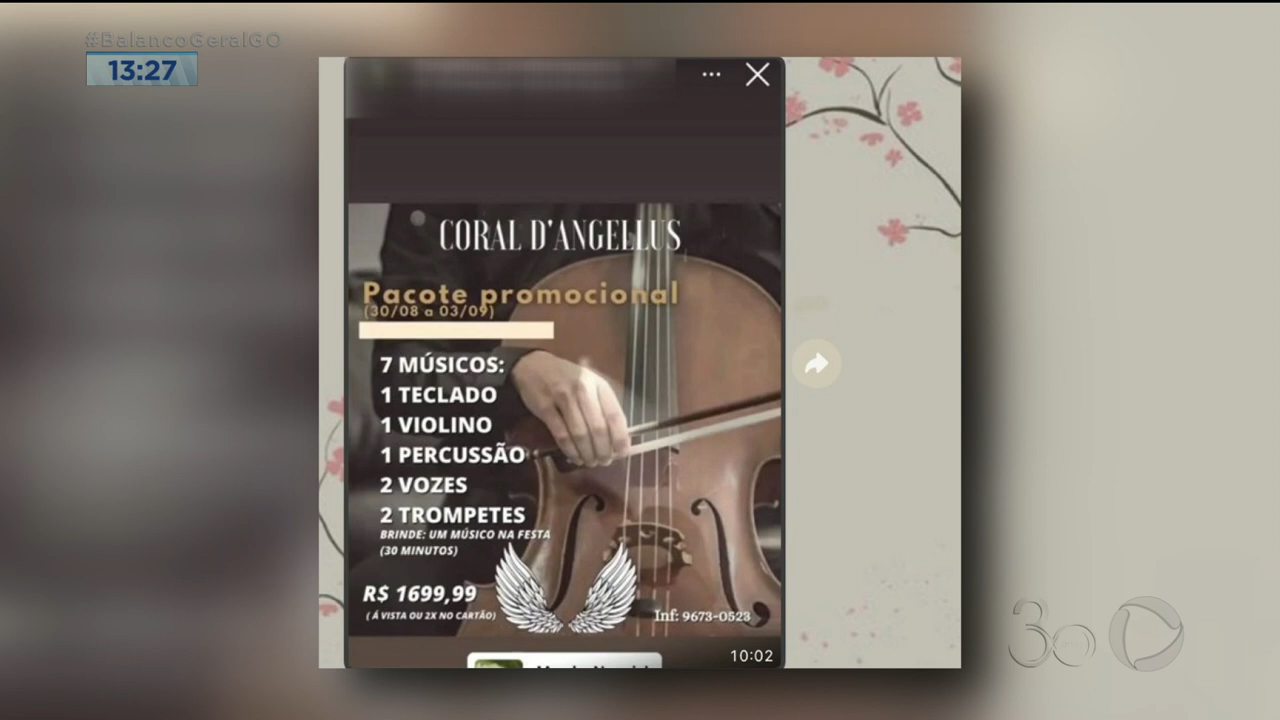 #BalancoGeralGO
13:27
CORAL D'ANGELLUS
Pacote promocional
(30/08 a 03/09)
7 MÚSICOS:
1 TECLADO
1 VIOLINO
1 PERCUSSÃO
2 VOZES
2 TROMPETES
BRINDE: UM MÚSICO NA FESTA
(30 MINUTOS)
R$ 1699,99
( Á VISTA OU 2X NO CARTÃO)
Inf: 9673-0523
10:02
30